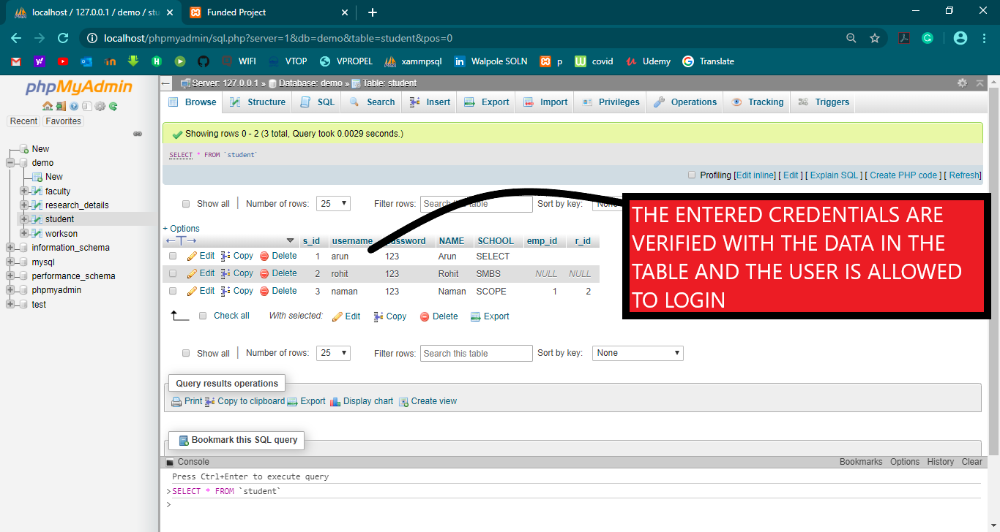 localhost / 127.0.0.1 / demo / stu
Funded Project
localhost/phpmyadmin/sql.php?server=1&db=demo&table=student&pos=0
WIFI VTOP VPROPEL xammpsql Walpole SOLN p covid Udemy Translate
phpMyAdmin
Recent Favorites
New
demo
New
faculty
research_details
student
workson
information_schema
mysql
performance_schema
phpmyadmin
test
Server: 127.0.0.1 » Database: demo » Table: student
Browse Structure SQL Search Insert Export Import Privileges Operations Tracking Triggers
Showing rows 0 - 2 (3 total, Query took 0.0029 seconds.)
SELECT * FROM `student`
Profiling [Edit inline] [ Edit ] [ Explain SQL ] [ Create PHP code ] [ Refresh]
Show all Number of rows: 25 Filter rows: Search this table Sort by key:
+ Options
s_id username password NAME SCHOOL emp_id r_id
Edit Copy Delete 1 arun 123 Arun SELECT
Edit Copy Delete 2 rohit 123 Rohit SMBS NULL NULL
Edit Copy Delete 3 naman 123 Naman SCOPE 1 2
Check all With selected: Edit Copy Delete Export
THE ENTERED CREDENTIALS ARE
VERIFIED WITH THE DATA IN THE
TABLE AND THE USER IS ALLOWED
TO LOGIN
Show all Number of rows: 25 Filter rows: Search this table Sort by key: None
Query results operations
Print Copy to clipboard Export Display chart Create view
Bookmark this SQL query
Console Bookmarks Options History Clear
Press Ctrl+Enter to execute query
>SELECT * FROM `student`
>